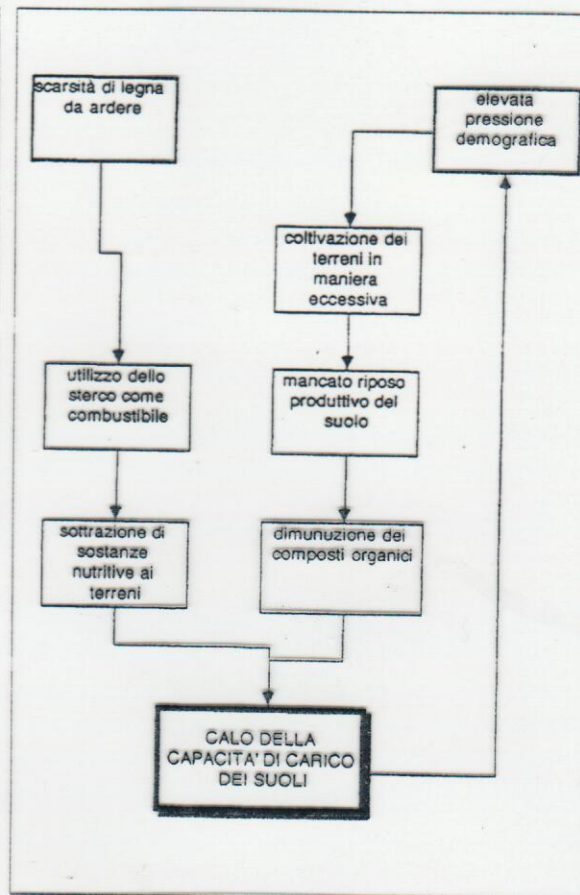 scarsità di legna
da ardere
elevata
pressione
demografica
coltivazione dei
terreni in
maniera
eccessiva
utilizzo dello
sterco come
combustibile
mancato riposo
produttivo del
suolo
sottrazione di
sostanze
nutritive ai
terreni
dimunuzione dei
composti organici
CALO DELLA
CAPACITA' DI CARICO
DEI SUOLI